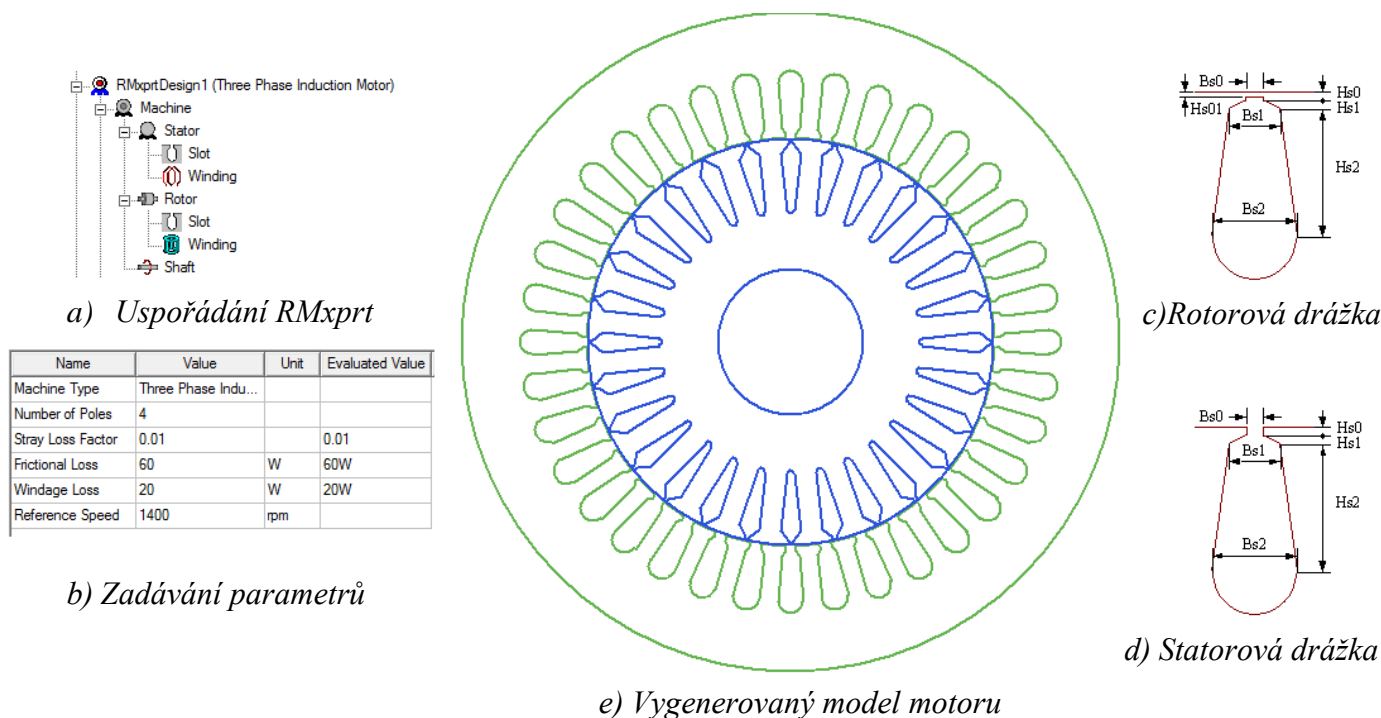 RMxprtDesign1 (Three Phase Induction Motor)
Machine
Stator
Slot
Winding
Rotor
Slot
Winding
Shaft
a) Uspořádání RMxprt
Name Value Unit Evaluated Value
Machine Type Three Phase Indu...
Number of Poles 4
Stray Loss Factor 0.01 0.01
Frictional Loss 60 W 60W
Windage Loss 20 W 20W
Reference Speed 1400 rpm
b) Zadávání parametrů
Bs0
Hs0
Hs01
Hs1
Bs1
Hs2
Bs2
c)Rotorová drážka
Bs0
Hs0
Hs1
Bs1
Hs2
Bs2
d) Statorová drážka
e) Vygenerovaný model motoru